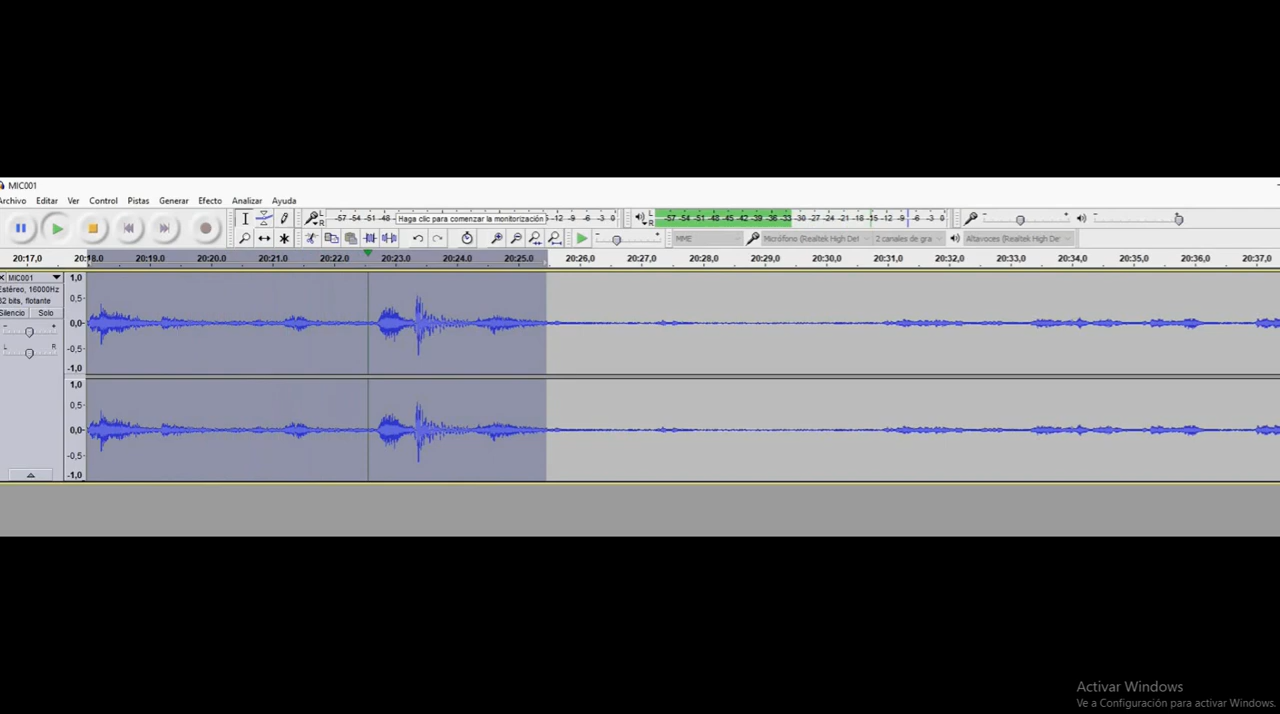 MIC001
Archivo Editar Ver Control Pistas Generar Efecto Analizar Ayuda
L R -57 -54 -51 -48 Haga clic para comenzar la monitorización -12 -9 -6 -3 0 L R -57 -54 -51 -48 -45 -42 -39 -36 -33 -30 -27 -24 -21 -18 -15 -12 -9 -6 -3 0 - + - +
- + MME Micrófono (Realtek High Def 2 canales de gra Altavoces (Realtek High De
20:17,0 20:18,0 20:19,0 20:20,0 20:21,0 20:22,0 20:23,0 20:24,0 20:25,0 20:26,0 20:27,0 20:28,0 20:29,0 20:30,0 20:31,0 20:32,0 20:33,0 20:34,0 20:35,0 20:36,0 20:37,0
MIC001
Estéreo, 16000Hz
32 bits, flotante
Silencio Solo
- +
L R
1,0
0,5
0,0
-0,5
-1,0
1,0
0,5
0,0
-0,5
-1,0
Activar Windows
Ve a Configuración para activar Windows.